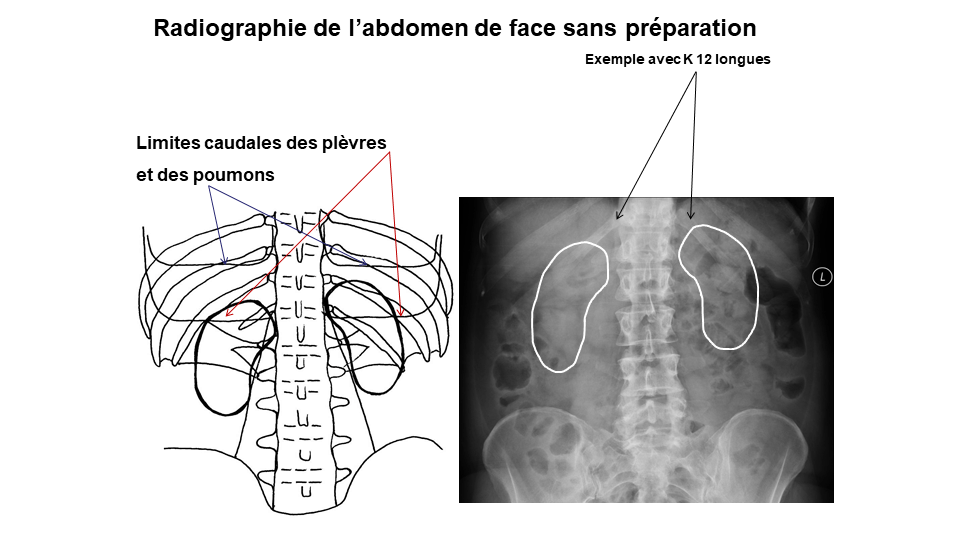 Radiographie de l’abdomen de face sans préparation
Exemple avec K 12 longues
Limites caudales des plèvres
et des poumons
L